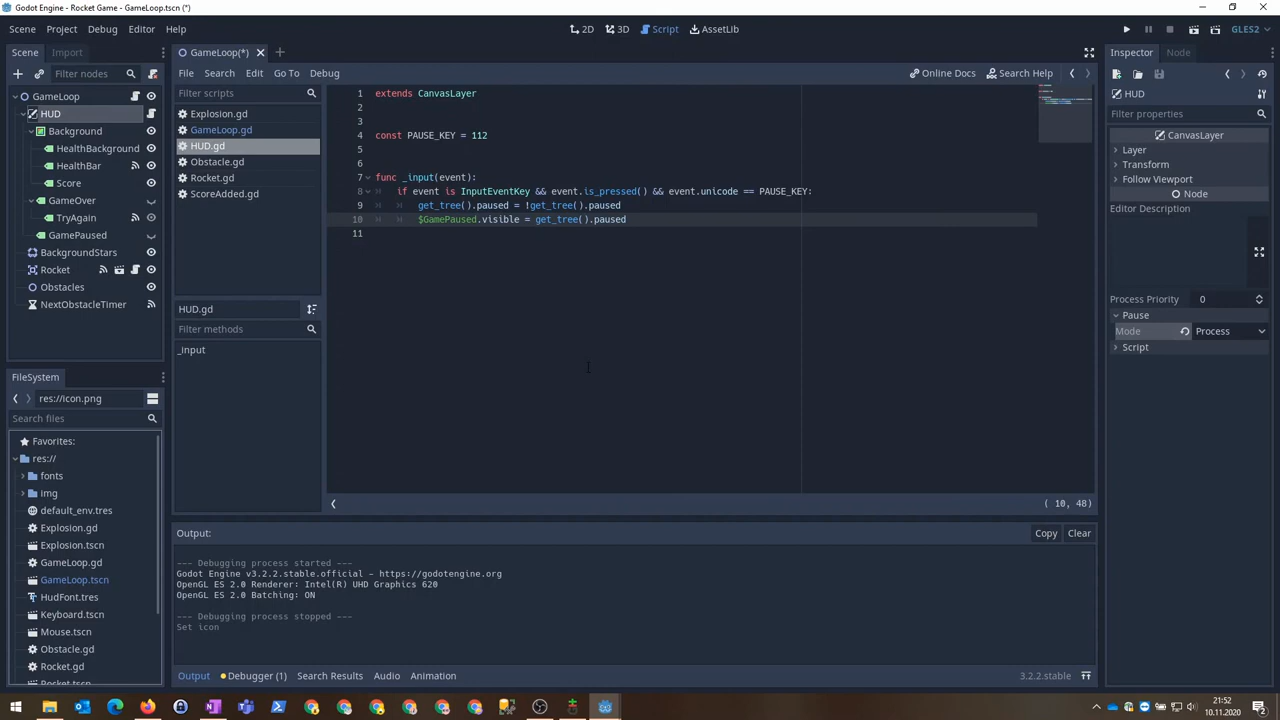 Godot Engine - Rocket Game - GameLoop.tscn (*)
Scene Project Debug Editor Help
2D 3D Script AssetLib
GLES2
Scene Import
Filter nodes
GameLoop
HUD
Background
HealthBackground
HealthBar
Score
GameOver
TryAgain
GamePaused
BackgroundStars
Rocket
Obstacles
NextObstacleTimer
FileSystem
res://icon.png
Search files
Favorites:
res://
fonts
img
default_env.tres
Explosion.gd
Explosion.tscn
GameLoop.gd
GameLoop.tscn
HudFont.tres
Keyboard.tscn
Mouse.tscn
Obstacle.gd
Rocket.gd
Rocket.tscn
GameLoop(*)
File Search Edit Go To Debug
Online Docs Search Help
Filter scripts
Explosion.gd
GameLoop.gd
HUD.gd
Obstacle.gd
Rocket.gd
ScoreAdded.gd
HUD.gd
Filter methods
_input
1 extends CanvasLayer
2
3
4 const PAUSE_KEY = 112
5
6
7 func _input(event):
8 if event is InputEventKey && event.is_pressed() && event.unicode == PAUSE_KEY:
9 get_tree().paused = !get_tree().paused
10 $GamePaused.visible = get_tree().paused
11
( 10, 48)
Output:
Copy Clear
--- Debugging process started ---
Godot Engine v3.2.2.stable.official - https://godotengine.org
OpenGL ES 2.0 Renderer: Intel(R) UHD Graphics 620
OpenGL ES 2.0 Batching: ON
--- Debugging process stopped ---
Set icon
Output Debugger (1) Search Results Audio Animation
3.2.2.stable
Inspector Node
HUD
Filter properties
CanvasLayer
Layer
Transform
Follow Viewport
Node
Editor Description
Process Priority 0
Pause
Mode Process
Script
21:52
10.11.2020
2